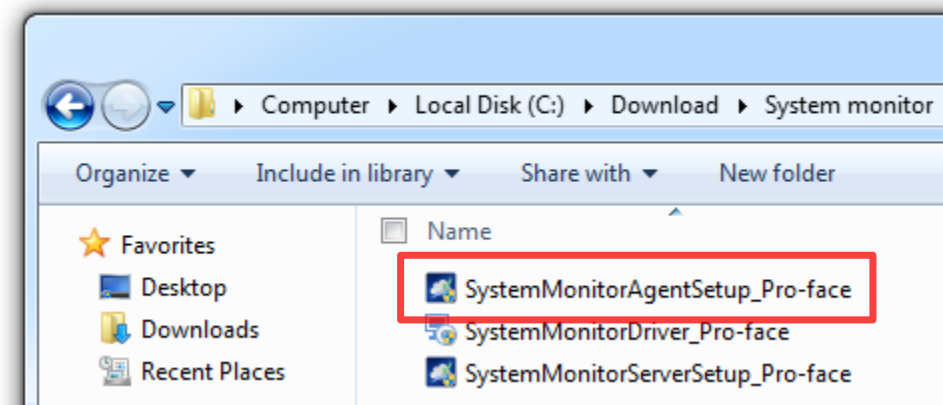 Computer Local Disk (C:) Download System monitor
Organize Include in library Share with New folder
Favorites
Desktop
Downloads
Recent Places
Name
SystemMonitorAgentSetup_Pro-face
SystemMonitorDriver_Pro-face
SystemMonitorServerSetup_Pro-face